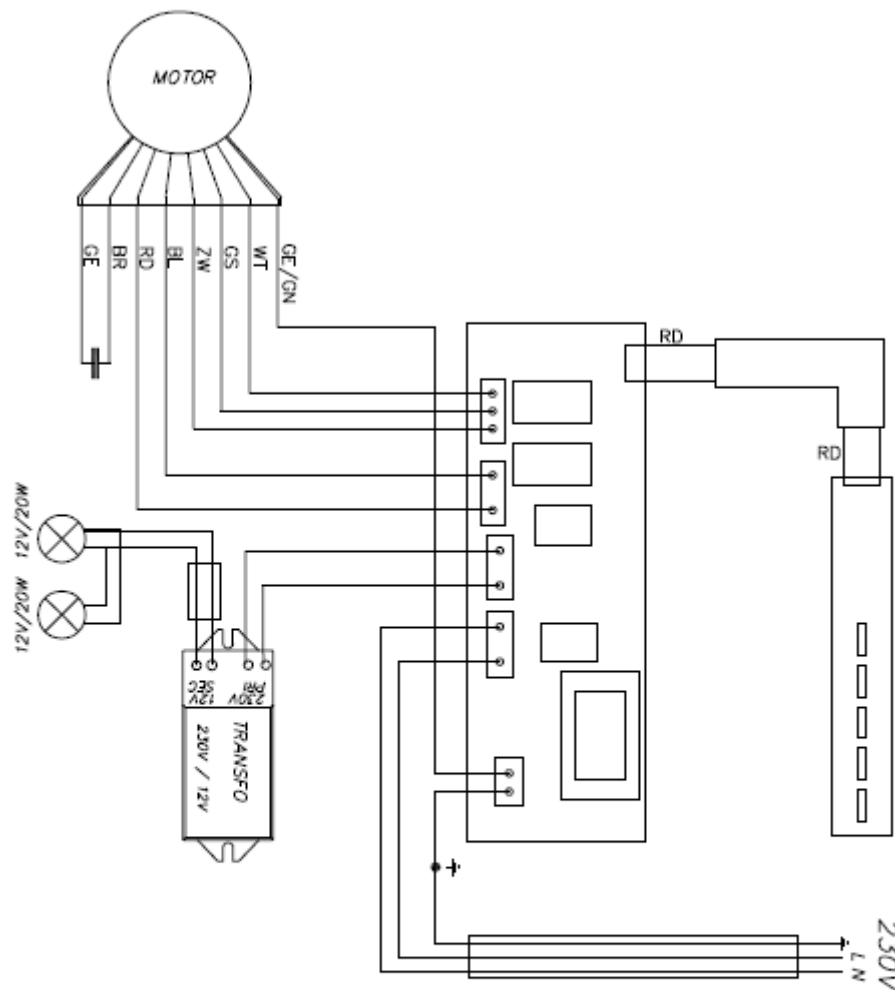 MOTOR
GE
BR
RD
BL
ZW
GS
WT
GE/GN
RD
RD
12V/20W
12V/20W
SEC
12V
230V
PRI
TRANSFO
230V / 12V
230V
L
N